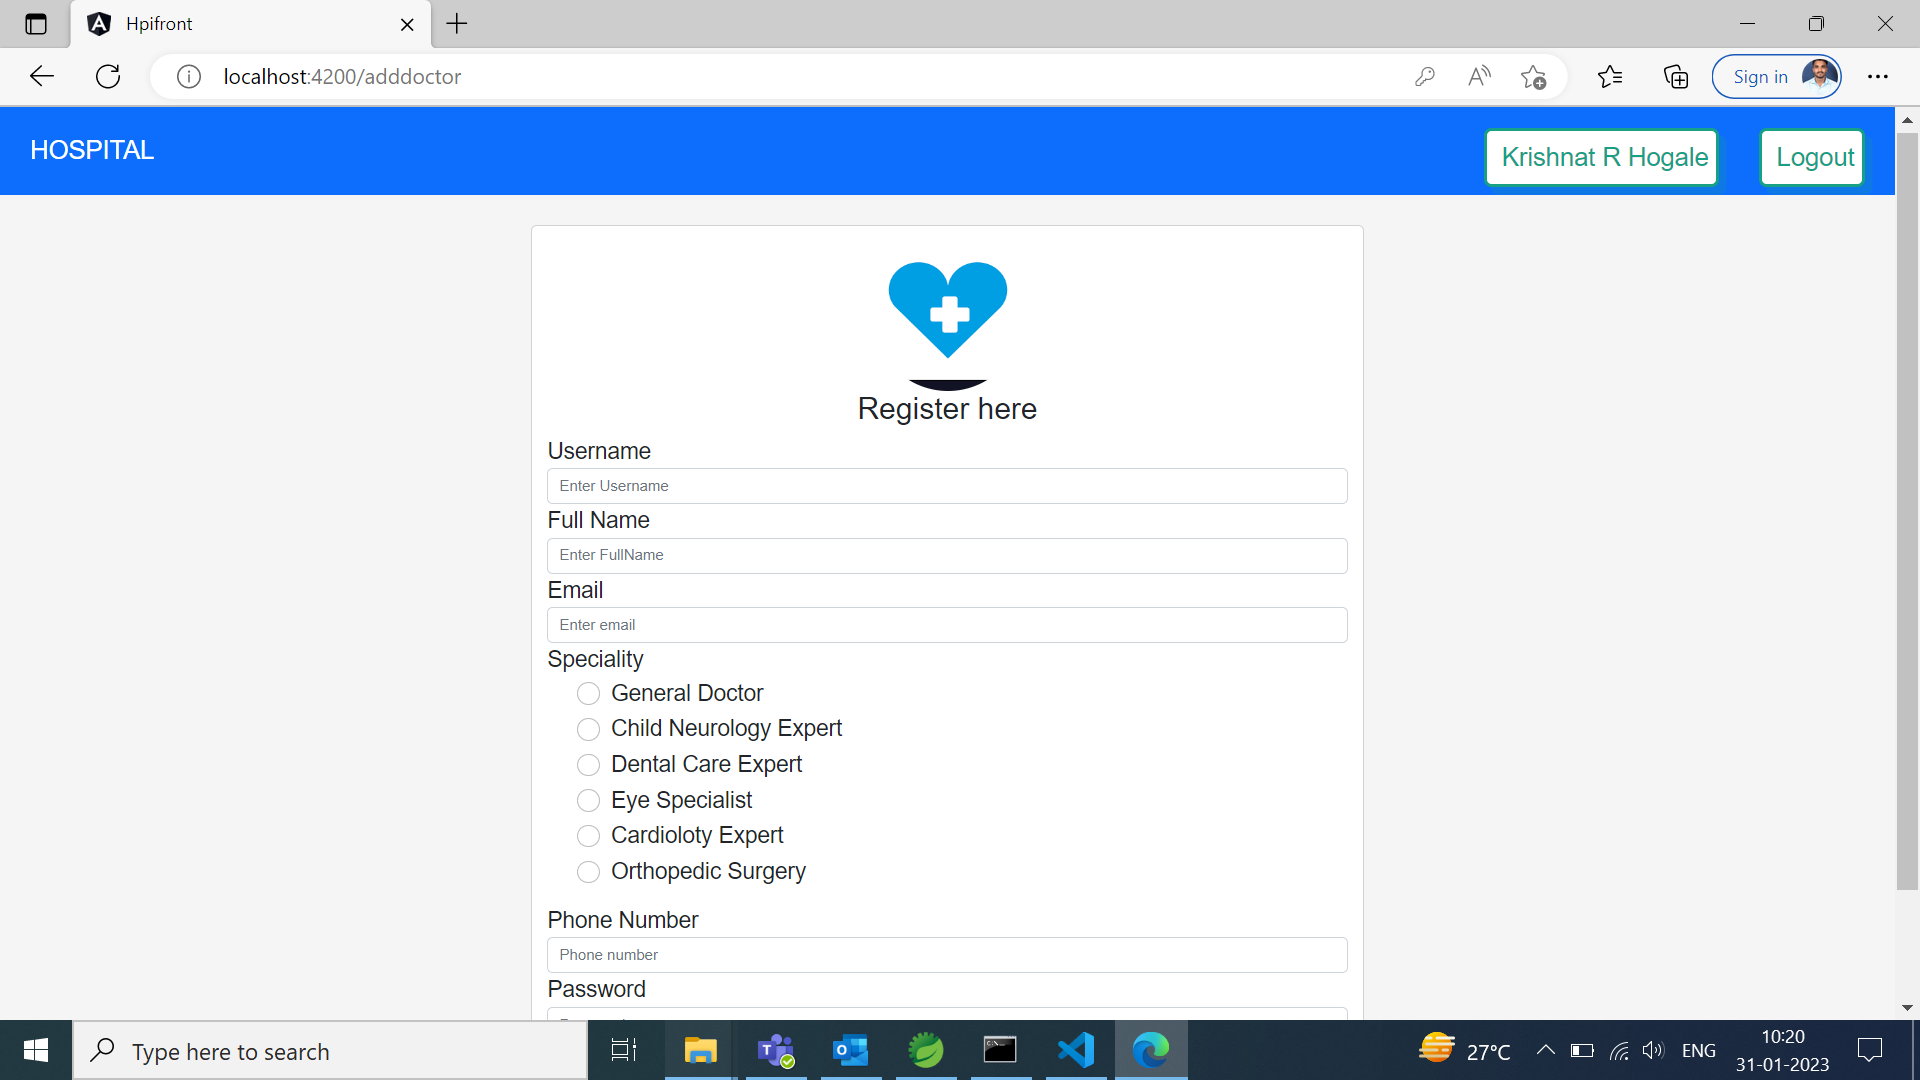 Hpifront
localhost:4200/adddoctor
Sign in
HOSPITAL
Krishnat R Hogale
Logout
Register here
Username
Enter Username
Full Name
Enter FullName
Email
Enter email
Speciality
General Doctor
Child Neurology Expert
Dental Care Expert
Eye Specialist
Cardioloty Expert
Orthopedic Surgery
Phone Number
Phone number
Password
Type here to search
27°C
ENG
10:20
31-01-2023